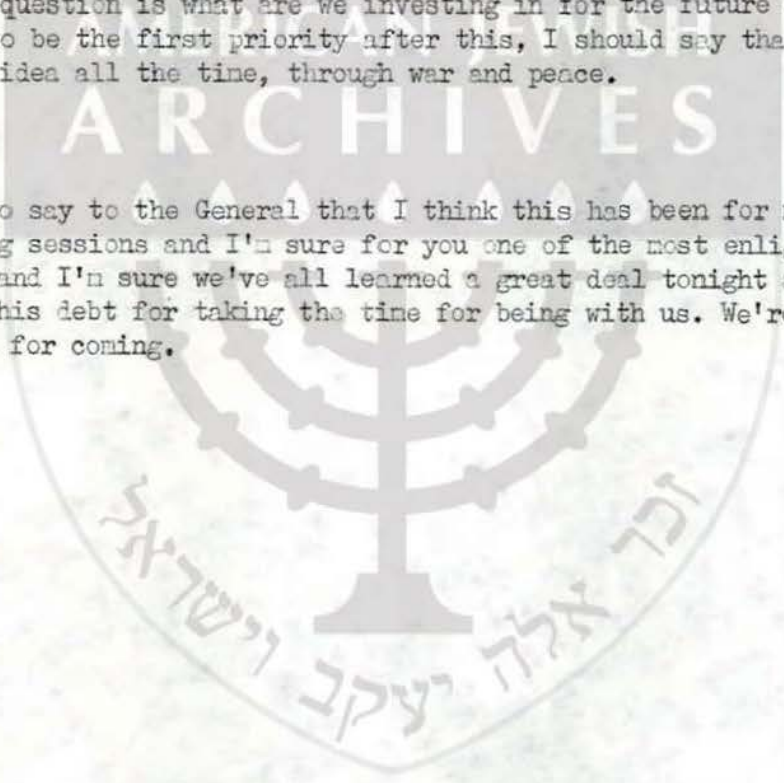 question is what are we investing in for the future
o be the first priority after this, I should say tha
idea all the time, through war and peace.
AMERICAN JEWISH
ARCHIVES
o say to the General that I think this has been for
g sessions and I'm sure for you one of the most enli
and I'm sure we've all learned a great deal tonight
his debt for taking the time for being with us. We're
for coming.
זכר אלה יעקב וישראל